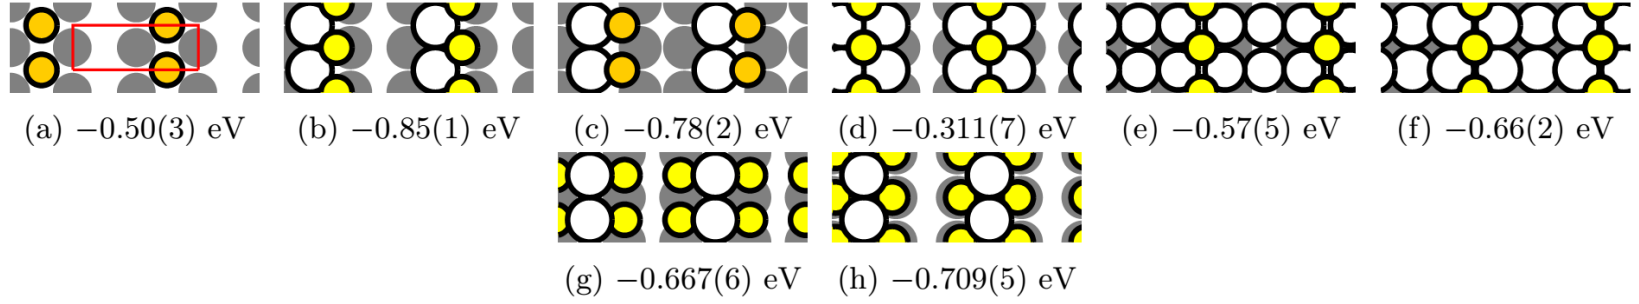 (a) −0.50(3) eV (b) −0.85(1) eV (c) −0.78(2) eV (d) −0.311(7) eV (e) −0.57(5) eV (f) −0.66(2) eV
(g) −0.667(6) eV (h) −0.709(5) eV